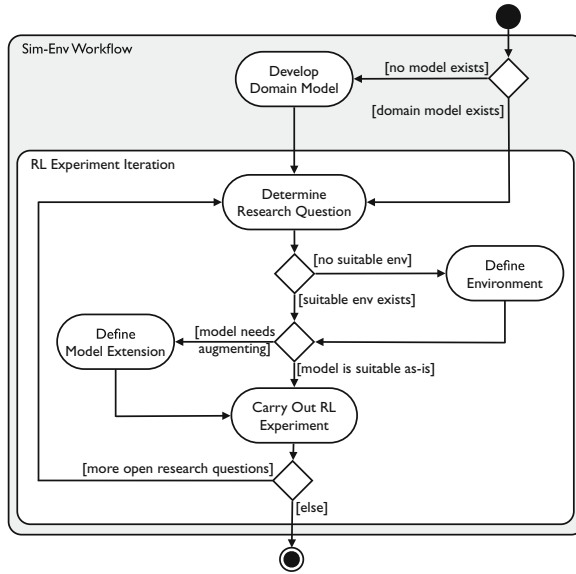 Sim-Env Workflow
Develop
Domain Model
[no model exists]
[domain model exists]
RL Experiment Iteration
Determine
Research Question
[no suitable env]
Define
Environment
[suitable env exists]
Define
Model Extension
[model needs
augmenting]
[model is suitable as-is]
Carry Out RL
Experiment
[more open research questions]
[else]